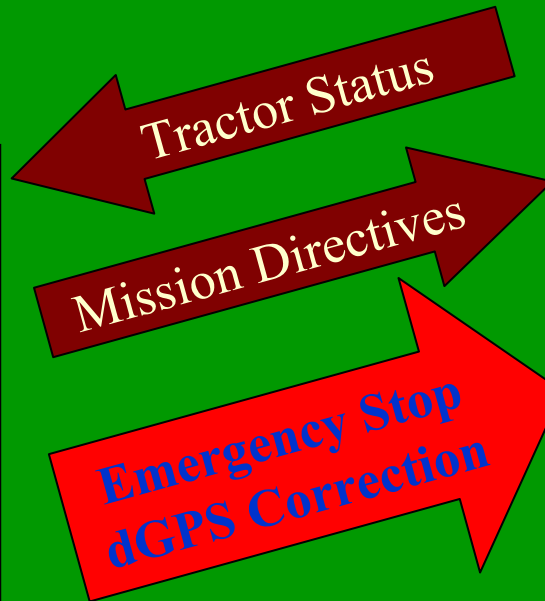 Tractor Status
Mission Directives
Emergency Stop
dGPS Correction